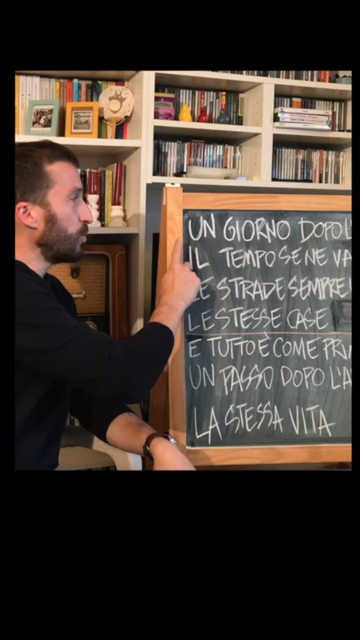 UN GIORNO DOPO L
IL TEMPO SE NE VA
LE STRADE SEMPRE
LE STESSE CASE
E TUTTO È COME PRI
UN PASSO DOPO L'A
LA STESSA VITA